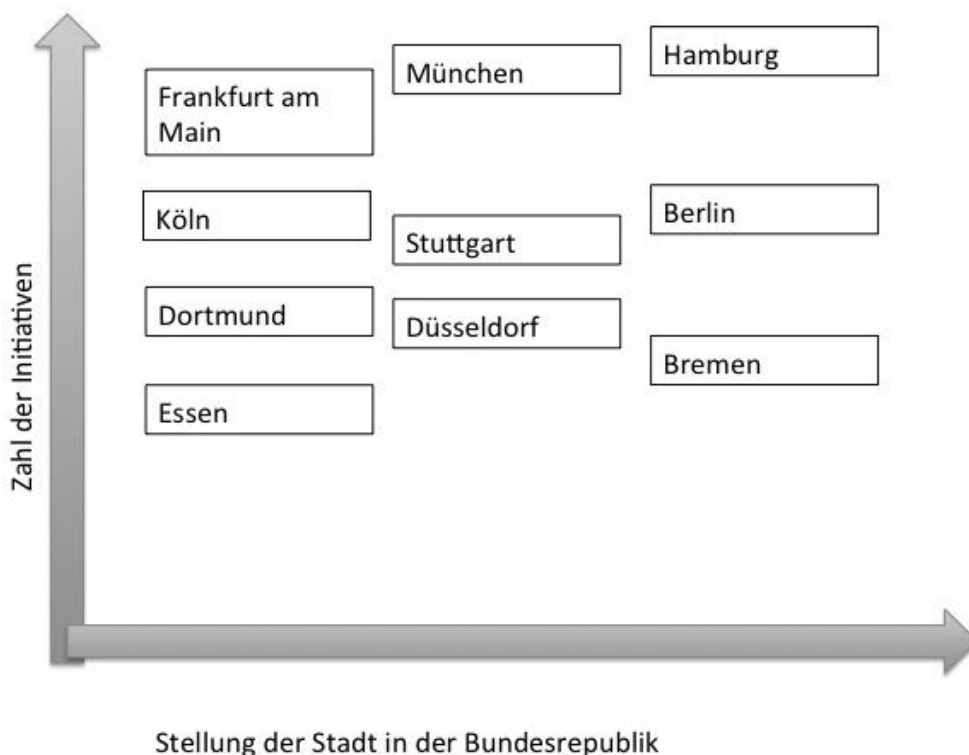 Hamburg
München
Frankfurt am
Main
Köln
Berlin
Stuttgart
Dortmund
Düsseldorf
Bremen
Essen
Zahl der Initiativen
Stellung der Stadt in der Bundesrepublik